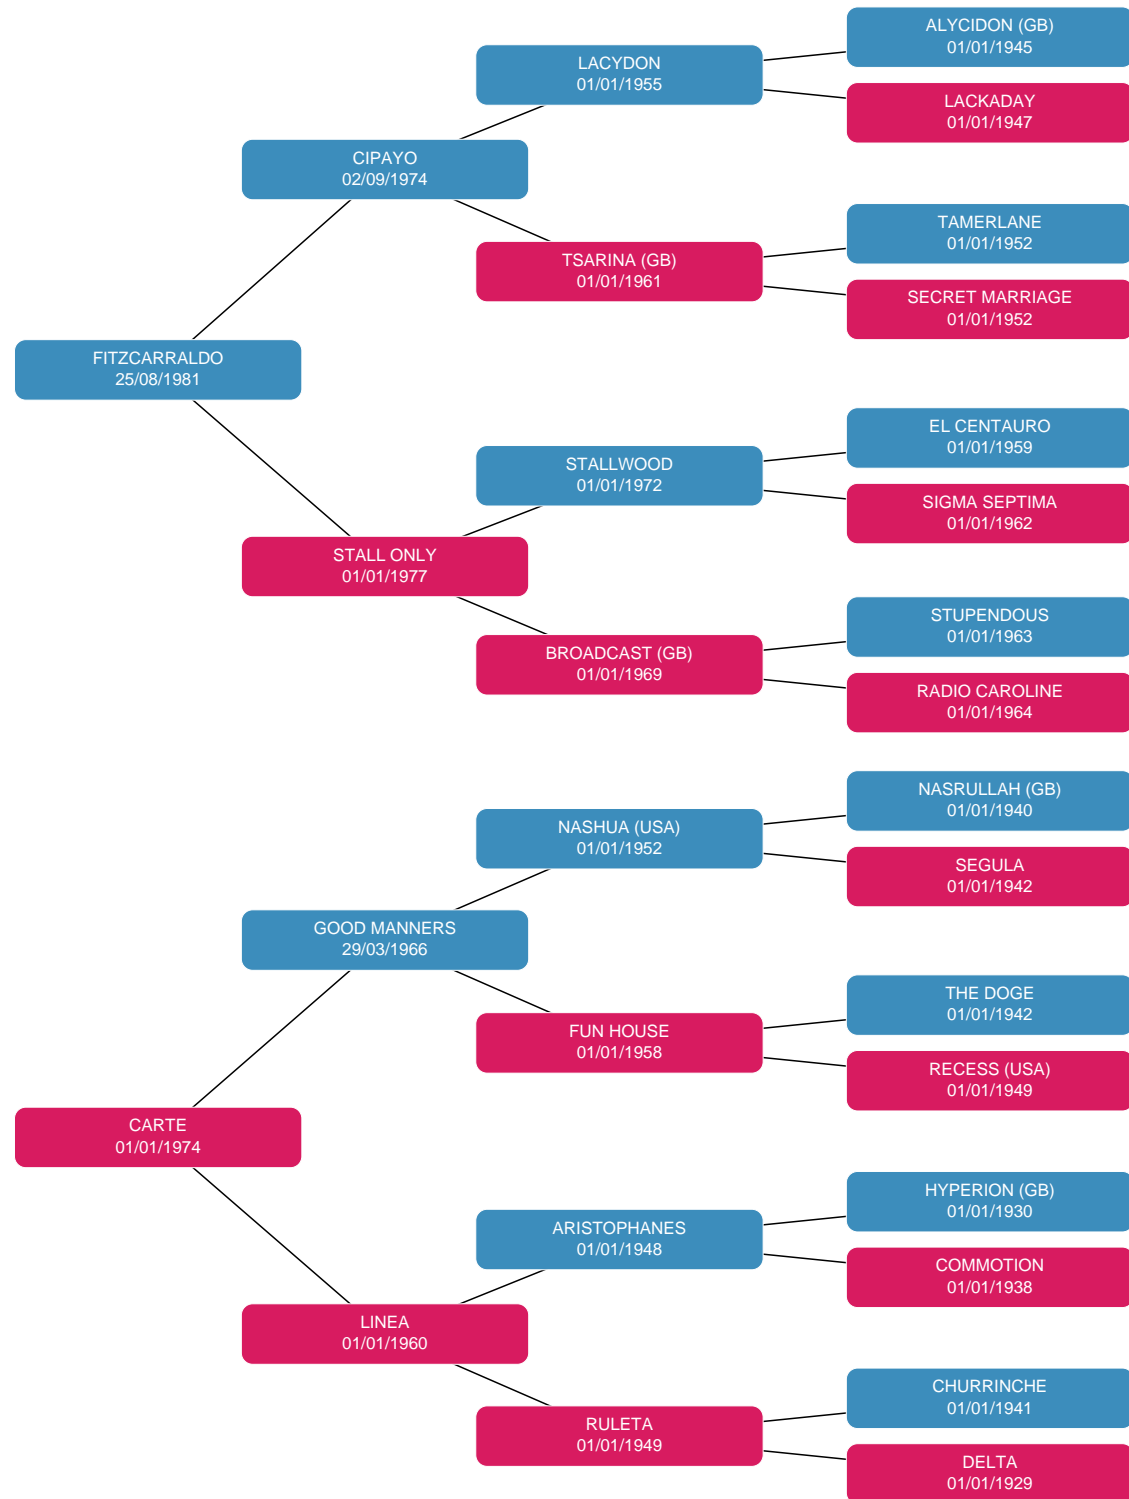 ALYCIDON (GB)
01/01/1945
LACYDON
01/01/1955
LACKADAY
01/01/1947
CIPAYO
02/09/1974
TAMERLANE
01/01/1952
TSARINA (GB)
01/01/1961
SECRET MARRIAGE
01/01/1952
FITZCARRALDO
25/08/1981
EL CENTAURO
01/01/1959
STALLWOOD
01/01/1972
SIGMA SEPTIMA
01/01/1962
STALL ONLY
01/01/1977
STUPENDOUS
01/01/1963
BROADCAST (GB)
01/01/1969
RADIO CAROLINE
01/01/1964
NASRULLAH (GB)
01/01/1940
NASHUA (USA)
01/01/1952
SEGULA
01/01/1942
GOOD MANNERS
29/03/1966
THE DOGE
01/01/1942
FUN HOUSE
01/01/1958
RECESS (USA)
01/01/1949
CARTE
01/01/1974
HYPERION (GB)
01/01/1930
ARISTOPHANES
01/01/1948
COMMOTION
01/01/1938
LINEA
01/01/1960
CHURRINCHE
01/01/1941
RULETA
01/01/1949
DELTA
01/01/1929